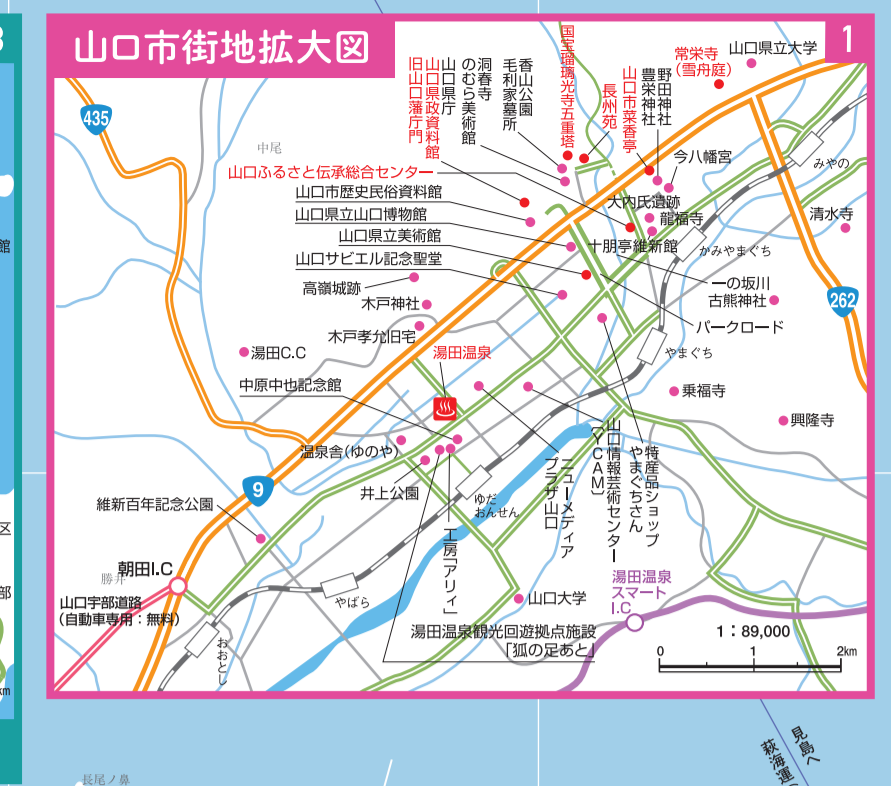 山口市街地拡大図
1
3
435
中尾
旧山口藩庁門
山口県政資料館
山口県庁
のむら美術館
洞春寺
毛利家墓所
香山公園
国宝瑠璃光寺五重塔
長州苑
山口市菜香亭
豊栄神社
野田神社
常栄寺
(雪舟庭)
山口県立大学
今八幡宮
みやの
山口ふるさと伝承総合センター
山口市歴史民俗資料館
山口県立山口博物館
山口県立美術館
山口サビエル記念聖堂
大内氏遺跡
龍福寺
十朋亭維新館
清水寺
かみやまぐち
一の坂川
古熊神社
262
パークロード
高嶺城跡
木戸神社
木戸孝允旧宅
やまぐち
湯田C.C
湯田温泉
中原中也記念館
乗福寺
興隆寺
温泉舎(ゆのや)
井上公園
ゆだ
おんせん
9
維新百年記念公園
工房「アリィ」
ニューメディア
プラザ山口
山口情報芸術センター
〔YCAM〕
特産品ショップ
やまぐちさん
館
区
部
朝田I.C
勝井
山口宇部道路
(自動車専用：無料)
やばら
おおとし
山口大学
湯田温泉
スマート
I.C
湯田温泉観光回遊拠点施設
「狐の足あと」
1：89,000
0 1 2km
km
見島へ
萩海運の
長尾ノ鼻